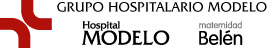 GRUPO HOSPITALARIO MODELO
Hospital
MODELO
maternidad
Belén